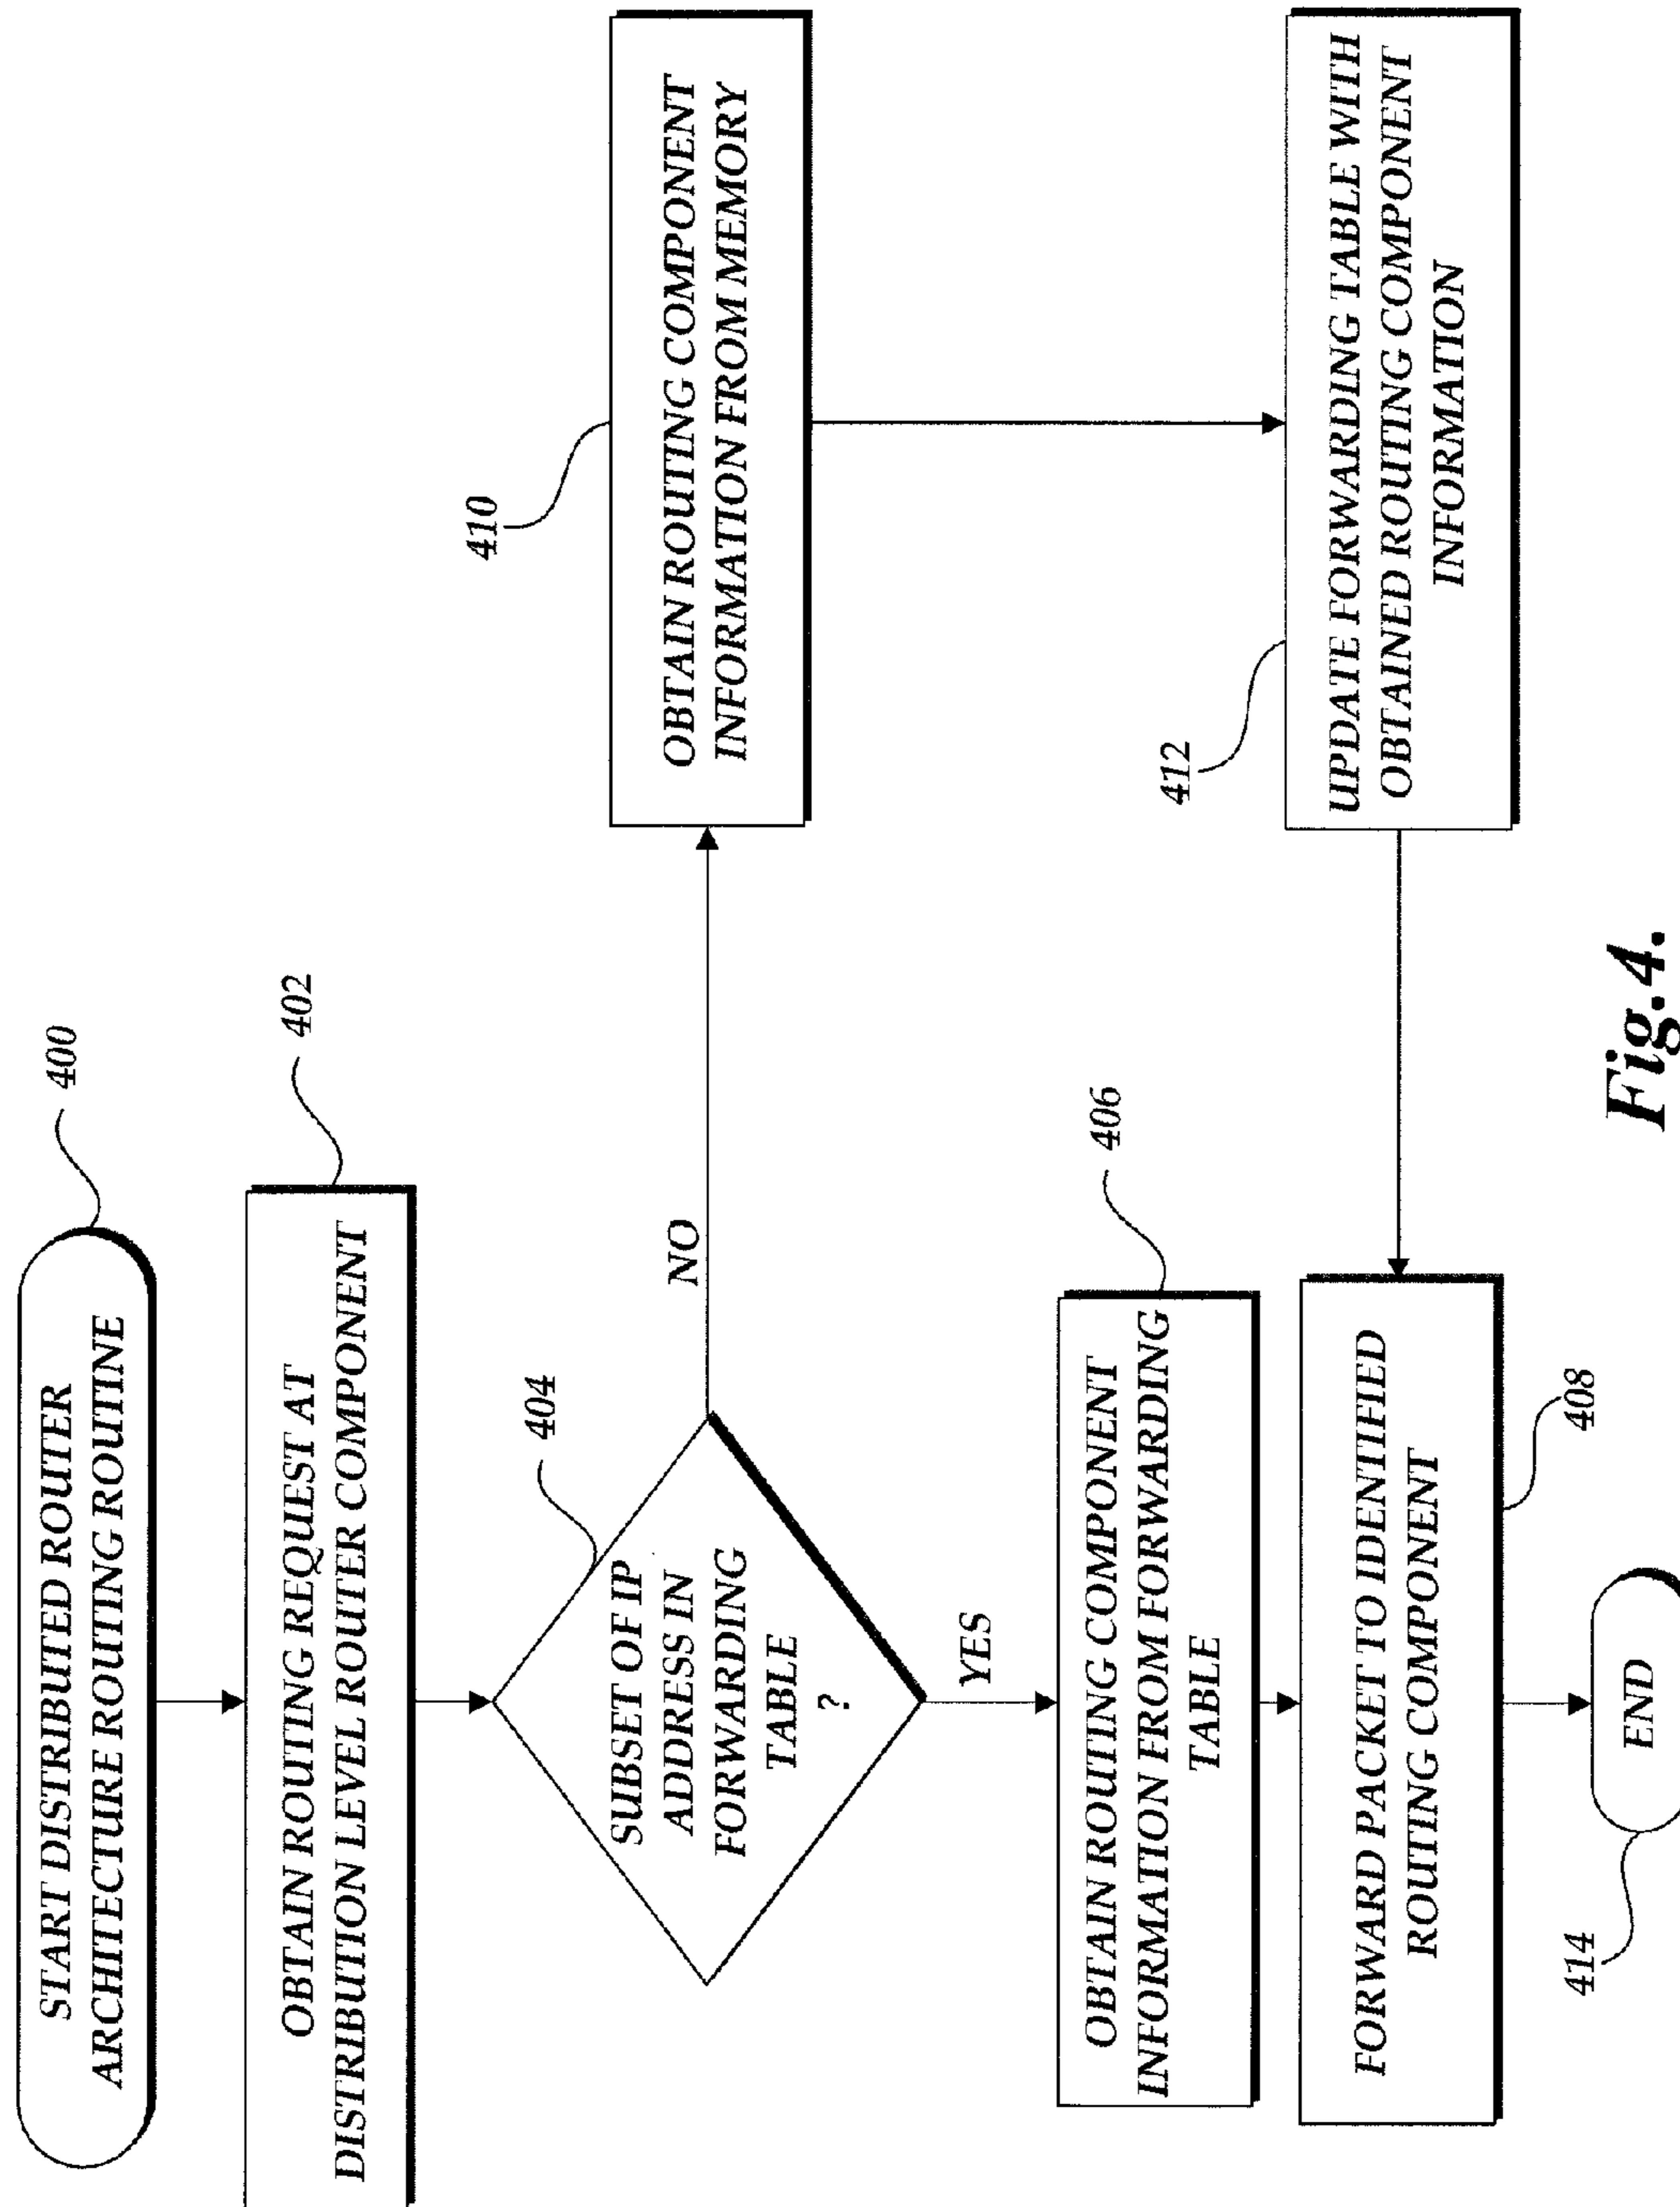 START DISTRIBUTED ROUTER
ARCHITECTURE ROUTING ROUTINE
400
OBTAIN ROUTING REQUEST AT
DISTRIBUTION LEVEL ROUTER COMPONENT
402
SUBSET OF IP
ADDRESS IN
FORWARDING
TABLE
?
404
NO
YES
OBTAIN ROUTING COMPONENT
INFORMATION FROM MEMORY
410
OBTAIN ROUTING COMPONENT
INFORMATION FROM FORWARDING
TABLE
406
UPDATE FORWARDING TABLE WITH
OBTAINED ROUTING COMPONENT
INFORMATION
412
FORWARD PACKET TO IDENTIFIED
ROUTING COMPONENT
408
END
414
Fig.4.